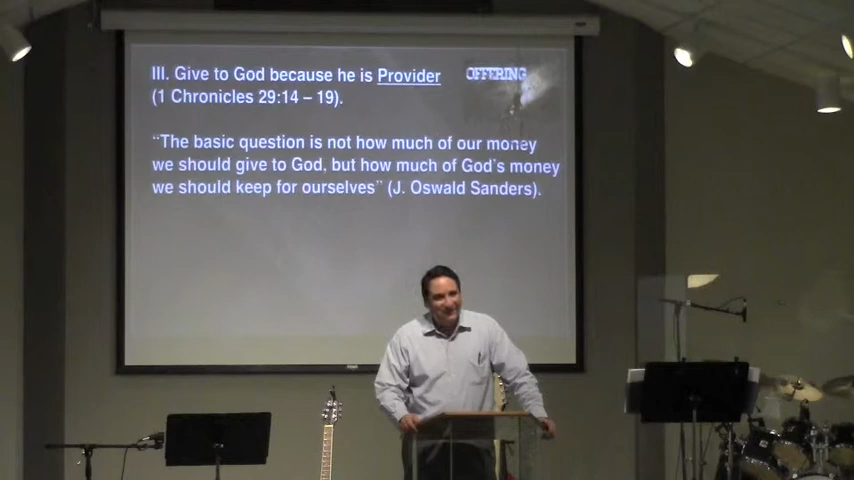 III. Give to God because he is Provider
OFFERING
(1 Chronicles 29:14 – 19).
“The basic question is not how much of our money
we should give to God, but how much of God’s money
we should keep for ourselves” (J. Oswald Sanders).